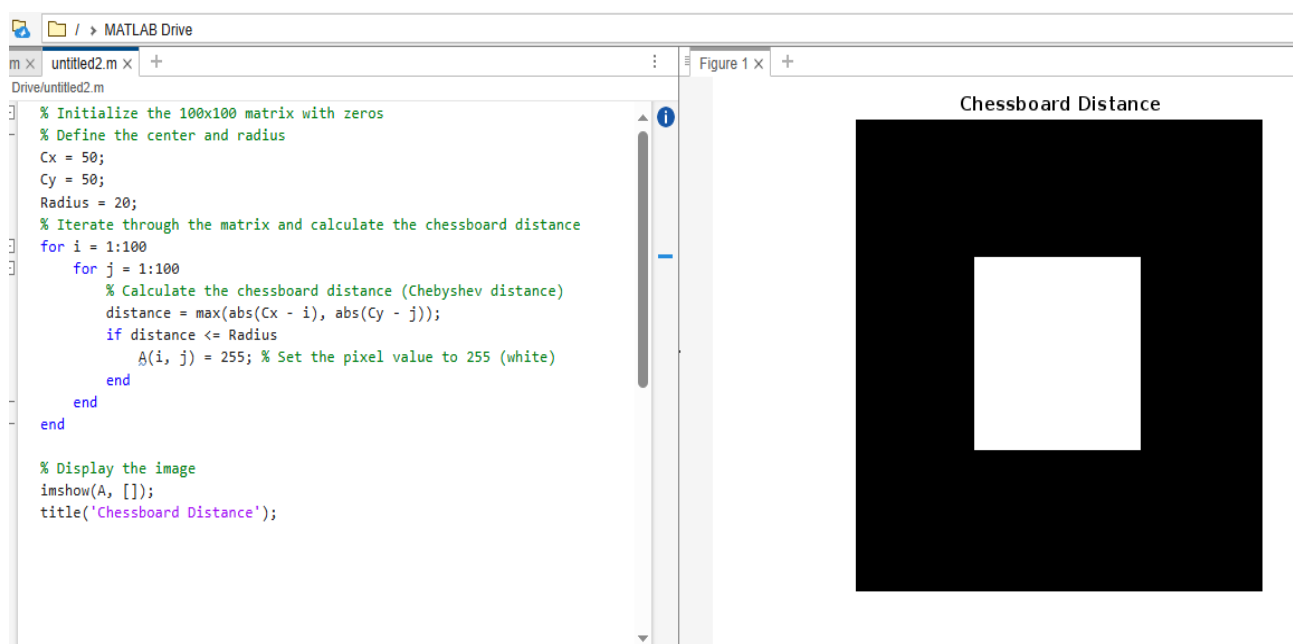 / > MATLAB Drive
m × untitled2.m × +
Figure 1 × +
Drive/untitled2.m
% Initialize the 100x100 matrix with zeros
% Define the center and radius
Cx = 50;
Cy = 50;
Radius = 20;
% Iterate through the matrix and calculate the chessboard distance
for i = 1:100
for j = 1:100
% Calculate the chessboard distance (Chebyshev distance)
distance = max(abs(Cx - i), abs(Cy - j));
if distance <= Radius
A(i, j) = 255; % Set the pixel value to 255 (white)
end
end
end
% Display the image
imshow(A, []);
title('Chessboard Distance');
Chessboard Distance